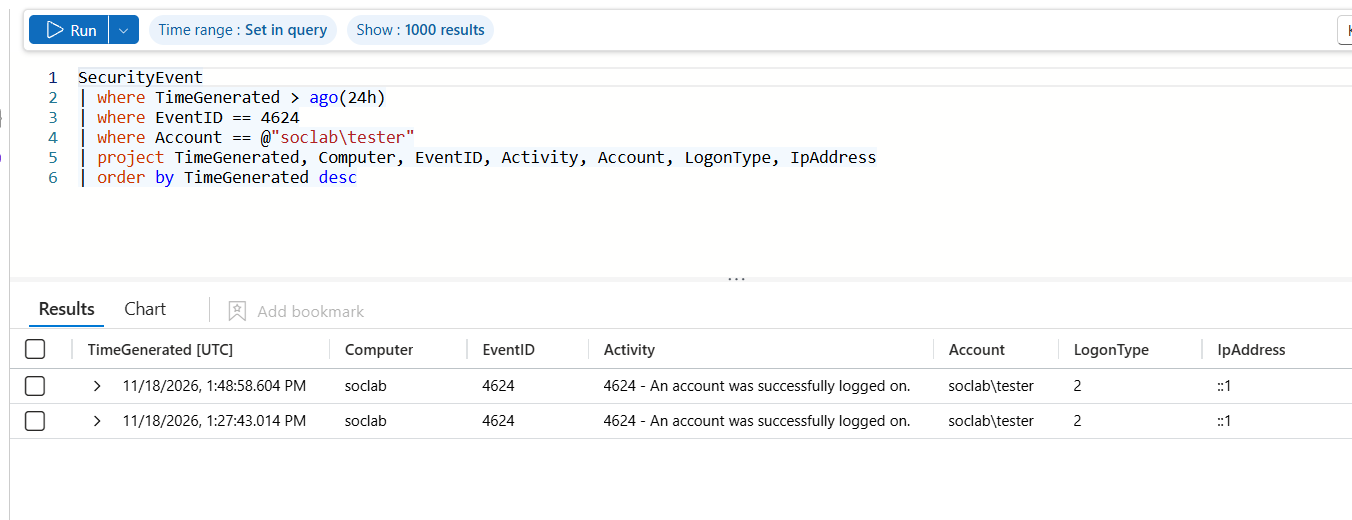 Run Time range : Set in query Show : 1000 results
1 SecurityEvent
2 | where TimeGenerated > ago(24h)
3 | where EventID == 4624
4 | where Account == @"soclab\tester"
5 | project TimeGenerated, Computer, EventID, Activity, Account, LogonType, IpAddress
6 | order by TimeGenerated desc
...
Results Chart Add bookmark
TimeGenerated [UTC] Computer EventID Activity Account LogonType IpAddress
11/18/2026, 1:48:58.604 PM soclab 4624 4624 - An account was successfully logged on. soclab\tester 2 ::1
11/18/2026, 1:27:43.014 PM soclab 4624 4624 - An account was successfully logged on. soclab\tester 2 ::1